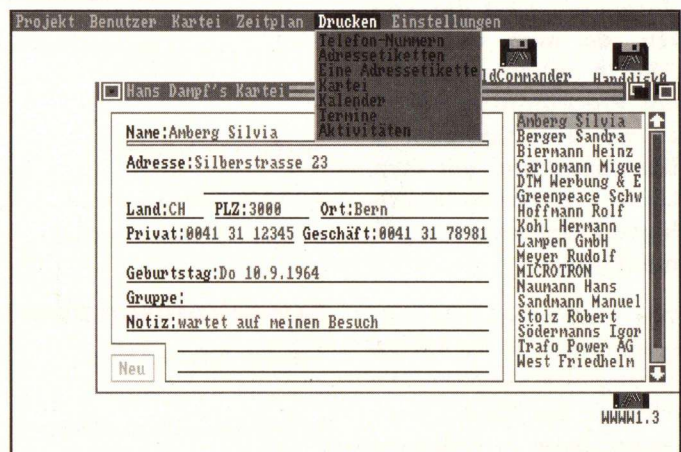 Projekt Benutzer Kartei Zeitplan Drucken Einstellungen
Telefon-Nummern
Adressetiketten
Eine Adressetikette
Kartei
Kalender
Termine
Aktivitäten
ldCommander
Harddisk0
Hans Dampf's Kartei
Name:Amberg Silvia
Adresse:Silberstrasse 23
Land:CH PLZ:3000 Ort:Bern
Privat:0041 31 12345 Geschäft:0041 31 78981
Geburtstag:Do 10.9.1964
Gruppe:
Notiz:wartet auf meinen Besuch
Neu
Amberg Silvia
Berger Sandra
Biermann Heinz
Carlomann Migue
DTM Werbung & E
Greenpeace Schw
Hoffmann Rolf
Kohl Hermann
Lampen GmbH
Meyer Rudolf
MICROTRON
Naumann Hans
Sandmann Manuel
Stolz Robert
Södermanns Igor
Trafo Power AG
West Friedhelm
WWWW1.3